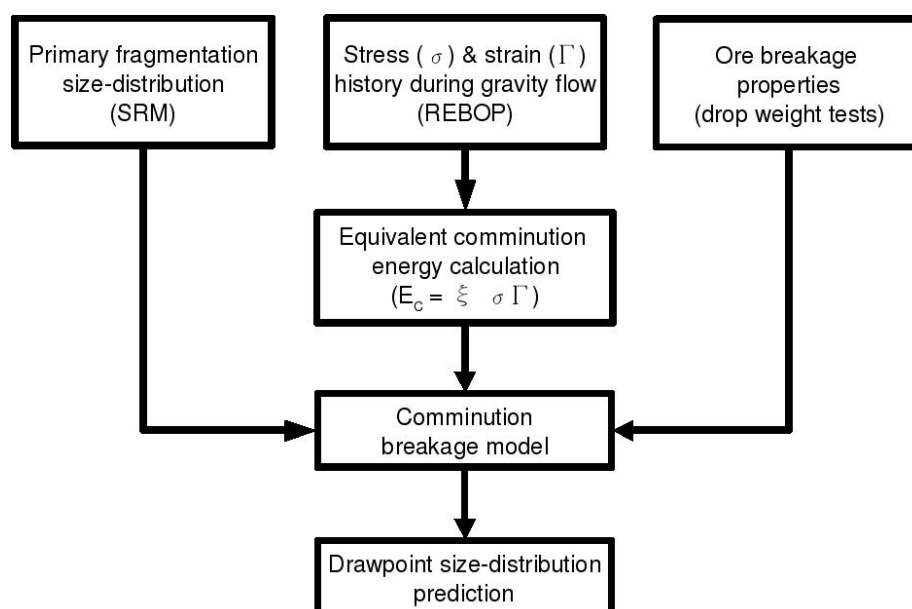 Primary fragmentation
size-distribution
(SRM)
Stress ( σ ) & strain ( Γ )
history during gravity flow
(REBOP)
Ore breakage
properties
(drop weight tests)
Equivalent comminution
energy calculation
(E_c = ξ σ Γ )
Comminution
breakage model
Drawpoint size-distribution
prediction